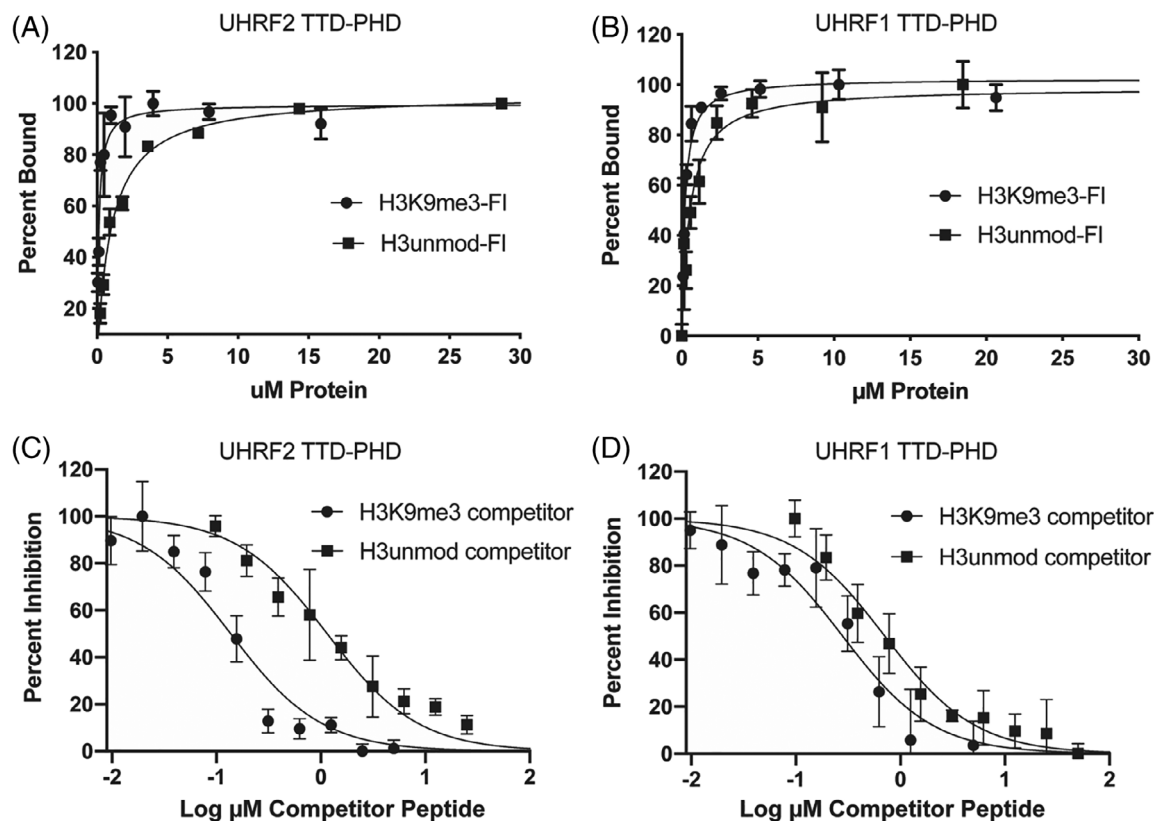 (A)
UHRF2 TTD-PHD
120
100
80
60
40
20
Percent Bound
H3K9me3-Fl
H3unmod-Fl
0 5 10 15 20 25 30
uM Protein
(B)
UHRF1 TTD-PHD
120
100
80
60
40
20
0
Percent Bound
H3K9me3-Fl
H3unmod-Fl
0 5 10 15 20 25 30
µM Protein
(C)
UHRF2 TTD-PHD
120
100
80
60
40
20
0
Percent Inhibition
H3K9me3 competitor
H3unmod competitor
-2 -1 0 1 2
Log µM Competitor Peptide
(D)
UHRF1 TTD-PHD
120
100
80
60
40
20
0
Percent Inhibition
H3K9me3 competitor
H3unmod competitor
-2 -1 0 1 2
Log µM Competitor Peptide